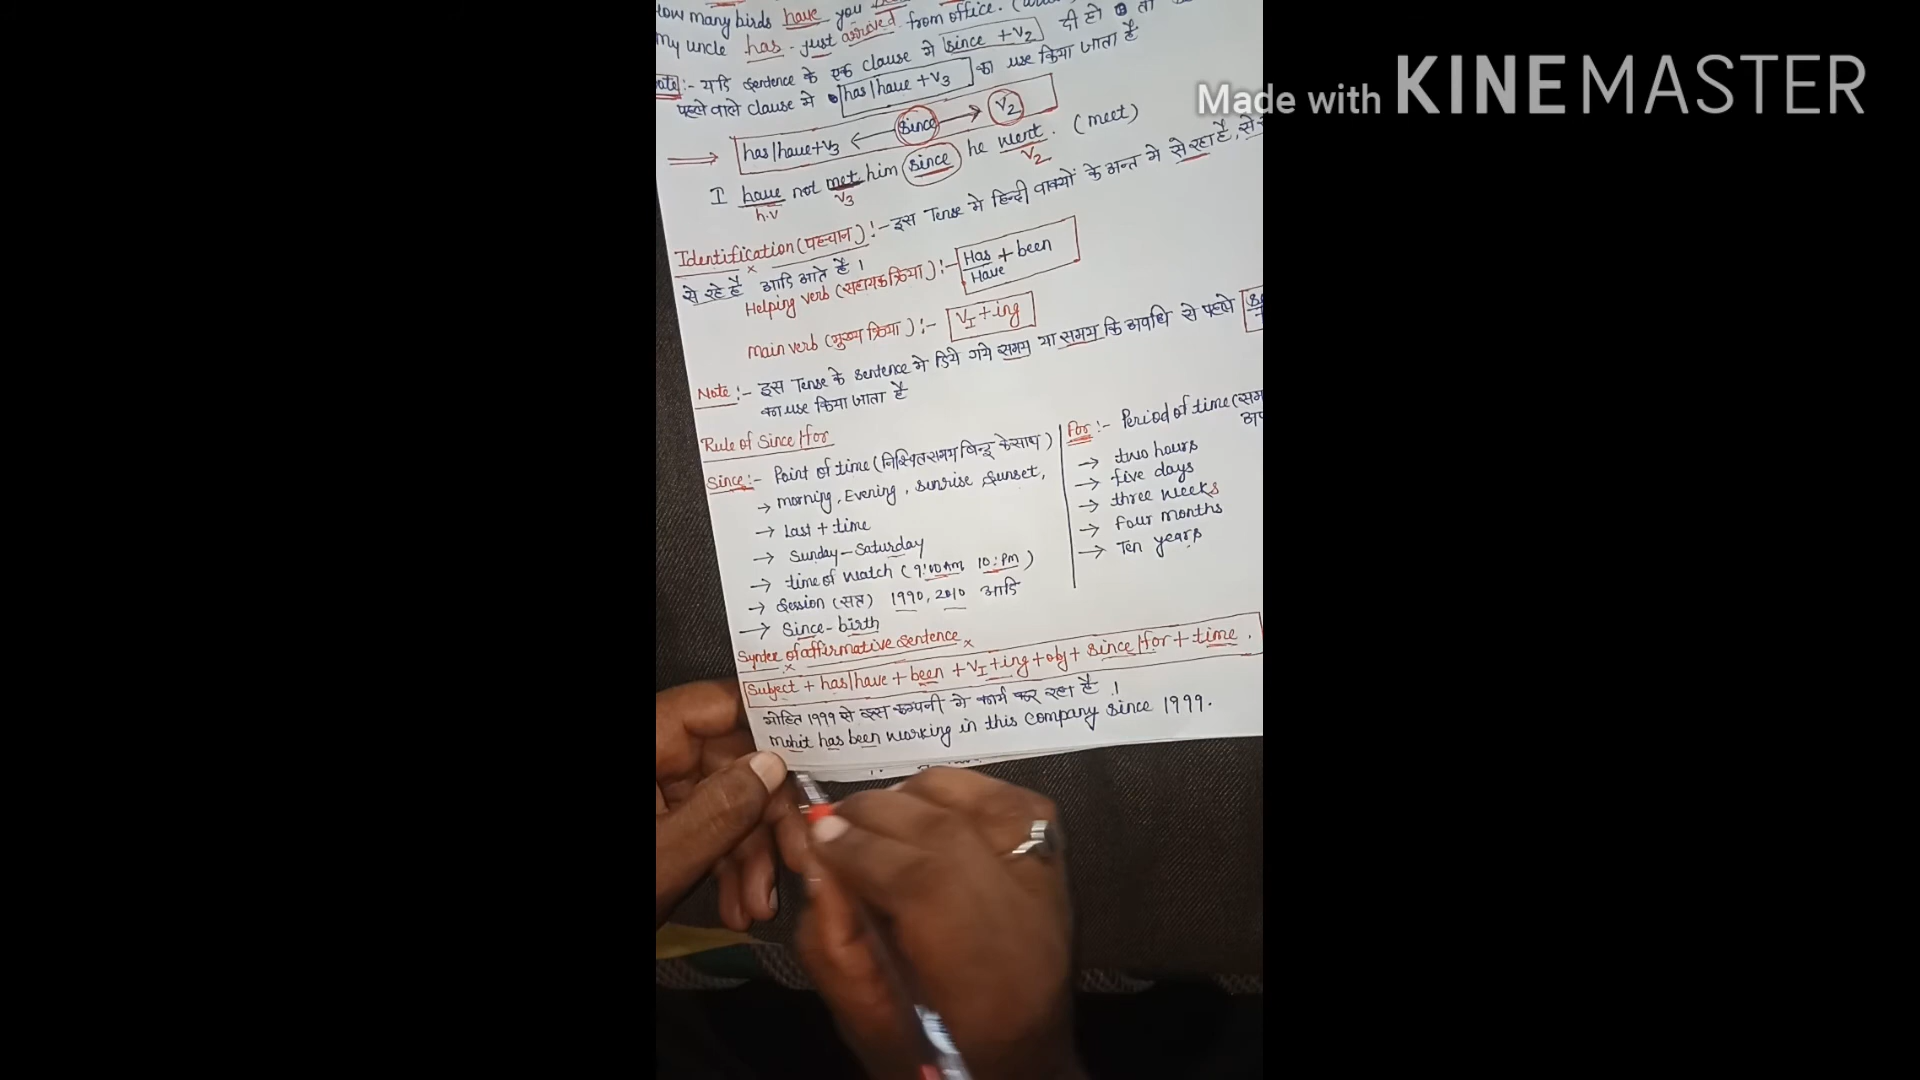 Made with KINEMASTER
How many birds have you
My uncle has just arrived from office.
Note:- यदि Sentence के एक clause मे since + V2 दी हो तो
पहले वाले clause मे has/have + V3 का use किया जाता है
has/have+V3 ← since → V2
I have not met him since he went. (meet)
h.v V3 V2
Identification (पहचान):- इस Tense मे हिन्दी वाक्यों के अन्त मे से रहा है,
से रहे है आदि आते है।
Helping verb (सहायक क्रिया):- Has/Have + been
Main verb (मुख्य क्रिया):- VI+ing
Note:- इस Tense के sentence मे दिये गये समय या समय कि अवधि से पहले
का use किया जाता है
Rule of Since/for
Since:- Point of time (निश्चित समय बिन्दू के साथ)
→ morning, Evening, sunrise, sunset,
→ Last + time
→ Sunday-Saturday
→ time of watch (9:00AM 10:PM)
→ Session (सत्र) 1990, 2010 आदि
→ Since-birth
For:- Period of time
→ two hours
→ five days
→ three weeks
→ four months
→ Ten years
Syntex of affirmative Sentence
Subject + has/have + been + VI+ing + obj + since/for + time.
मोहित 1999 से इस कम्पनी मे कार्य कर रहा है।
Mohit has been working in this company since 1999.